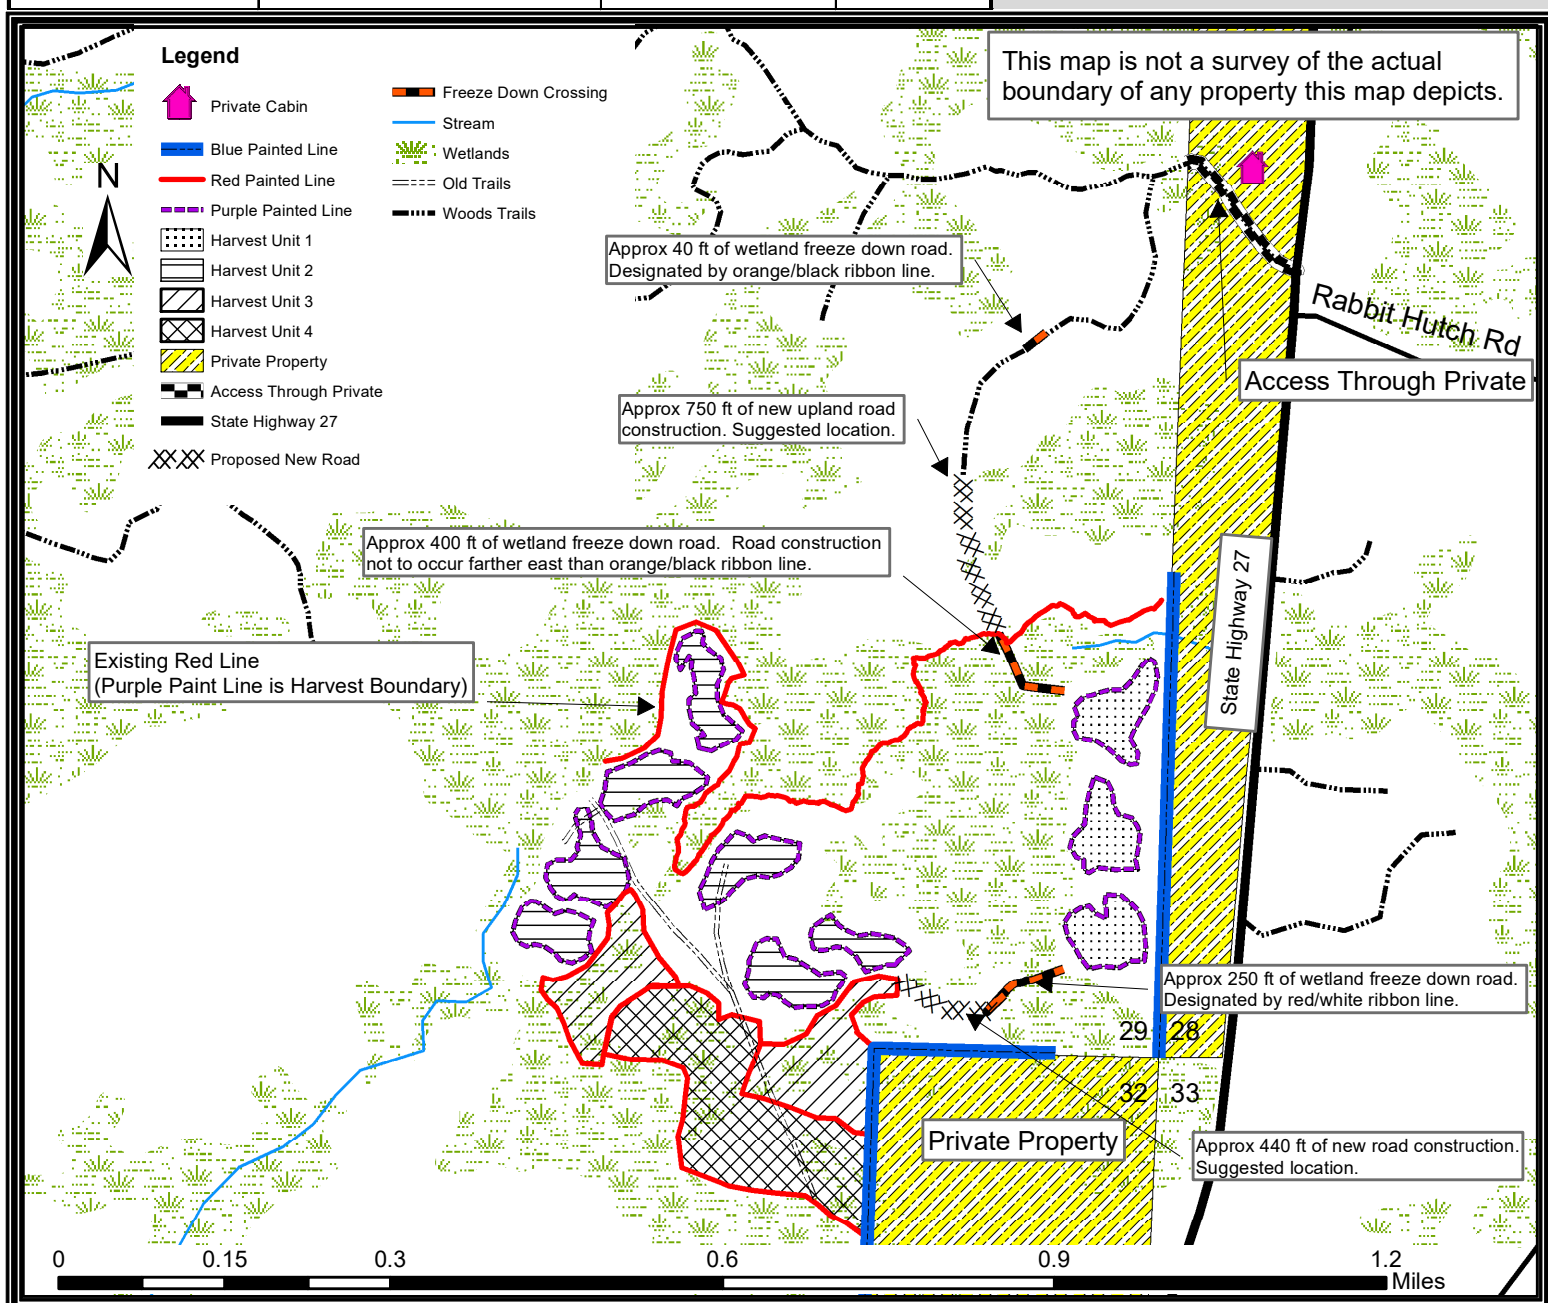 Legend
Private Cabin
Blue Painted Line
Red Painted Line
Purple Painted Line
Harvest Unit 1
Harvest Unit 2
Harvest Unit 3
Harvest Unit 4
Private Property
Access Through Private
State Highway 27
Proposed New Road
Freeze Down Crossing
Stream
Wetlands
Old Trails
Woods Trails
N
This map is not a survey of the actual
boundary of any property this map depicts.
Approx 40 ft of wetland freeze down road.
Designated by orange/black ribbon line.
Rabbit Hutch Rd
Access Through Private
Approx 750 ft of new upland road
construction. Suggested location.
Approx 400 ft of wetland freeze down road. Road construction
not to occur farther east than orange/black ribbon line.
State Highway 27
Existing Red Line
(Purple Paint Line is Harvest Boundary)
Approx 250 ft of wetland freeze down road.
Designated by red/white ribbon line.
29 28
32 33
Private Property
Approx 440 ft of new road construction.
Suggested location.
0 0.15 0.3 0.6 0.9 1.2
Miles